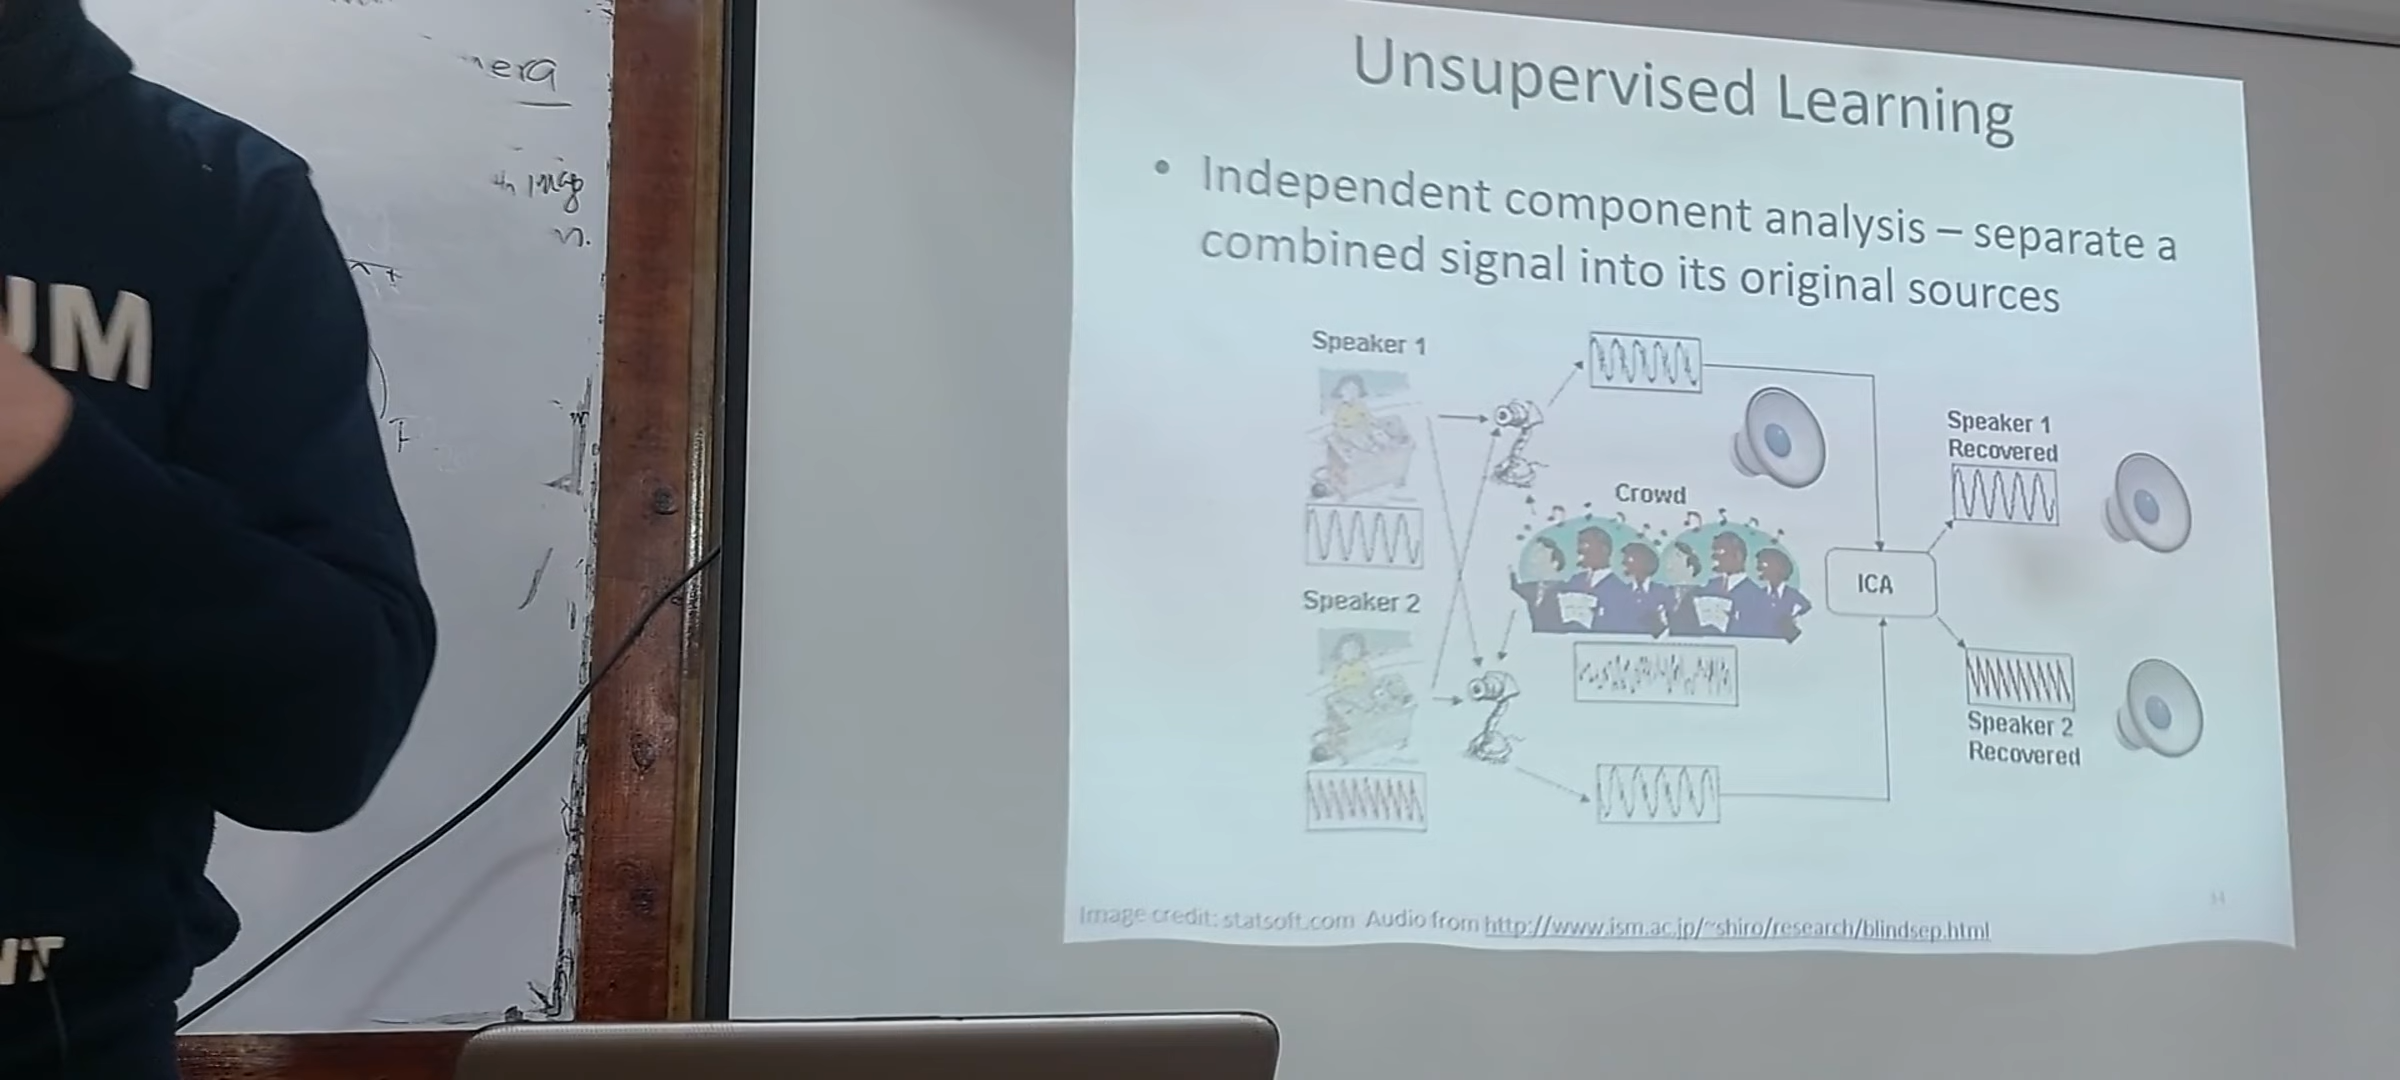 Unsupervised Learning
• Independent component analysis – separate a
combined signal into its original sources
Speaker 1
Crowd
Speaker 1
Recovered
ICA
Speaker 2
Speaker 2
Recovered
Image credit: statsoft.com Audio from http://www.ism.ac.jp/~shiro/research/blindsep.html